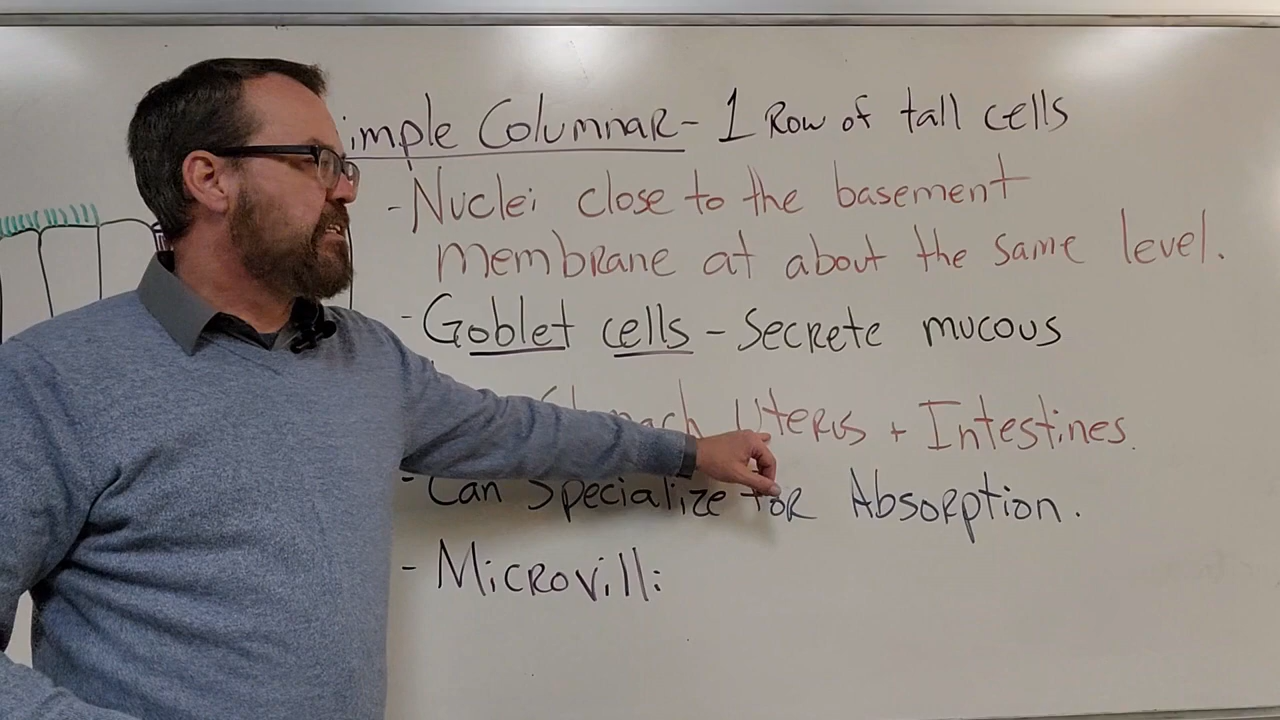 imple Columnar - 1 Row of tall cells
- Nuclei close to the basement
membrane at about the same level.
- Goblet cells - Secrete mucous
Uterus + Intestines.
- Can Specialize for Absorption.
- Microvilli